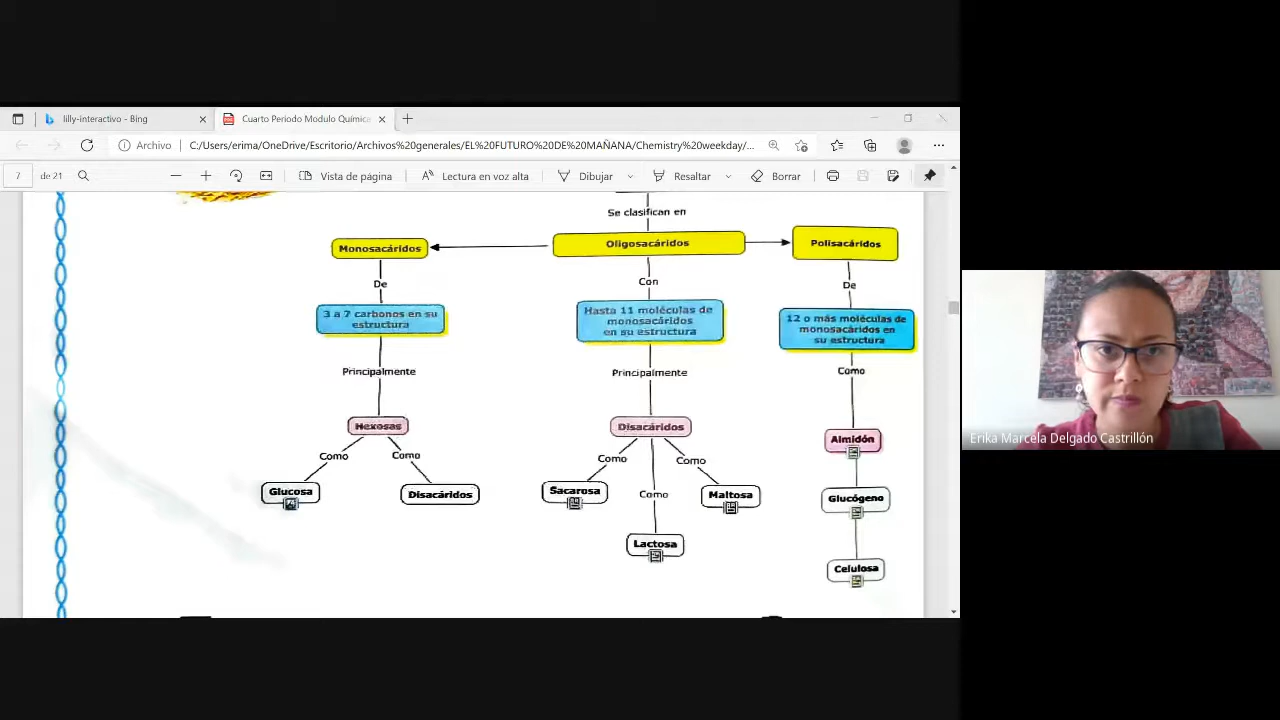 lilly-interactivo - Bing
Cuarto Periodo Modulo Químic
Archivo
C:/Users/erima/OneDrive/Escritorio/Archivos%20generales/EL%20FUTURO%20DE%20MAÑANA/Chemistry%20weekday/...
7
de 21
Vista de página
Lectura en voz alta
Dibujar
Resaltar
Borrar
Se clasifican en
Monosacáridos
Oligosacáridos
Polisacáridos
De
Con
De
3 a 7 carbonos en su
estructura
Hasta 11 moléculas de
monosacáridos
en su estructura
12 o más moléculas de
monosacáridos en
su estructura
Principalmente
Principalmente
Como
Hexosas
Disacáridos
Almidón
Como
Como
Como
Como
Como
Glucosa
Disacáridos
Sacarosa
Maltosa
Lactosa
Glucógeno
Celulosa
Erika Marcela Delgado Castrillón